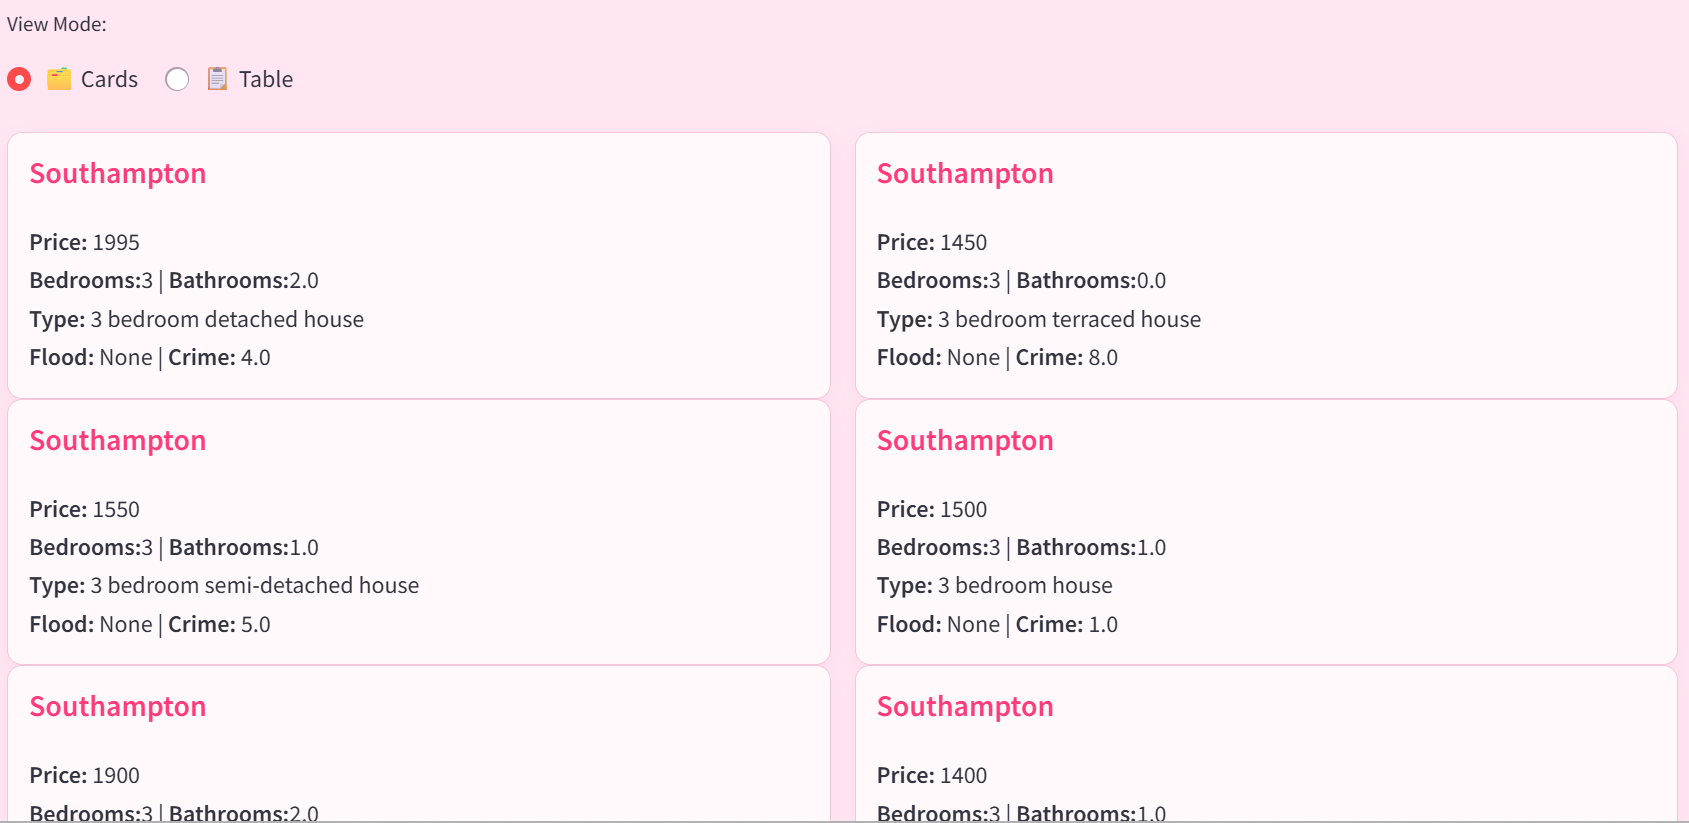 View Mode:
Cards
Table
Southampton
Price: 1995
Bedrooms:3 | Bathrooms:2.0
Type: 3 bedroom detached house
Flood: None | Crime: 4.0
Southampton
Price: 1450
Bedrooms:3 | Bathrooms:0.0
Type: 3 bedroom terraced house
Flood: None | Crime: 8.0
Southampton
Price: 1550
Bedrooms:3 | Bathrooms:1.0
Type: 3 bedroom semi-detached house
Flood: None | Crime: 5.0
Southampton
Price: 1500
Bedrooms:3 | Bathrooms:1.0
Type: 3 bedroom house
Flood: None | Crime: 1.0
Southampton
Price: 1900
Bedrooms:3 | Bathrooms:2.0
Southampton
Price: 1400
Bedrooms:3 | Bathrooms:1.0